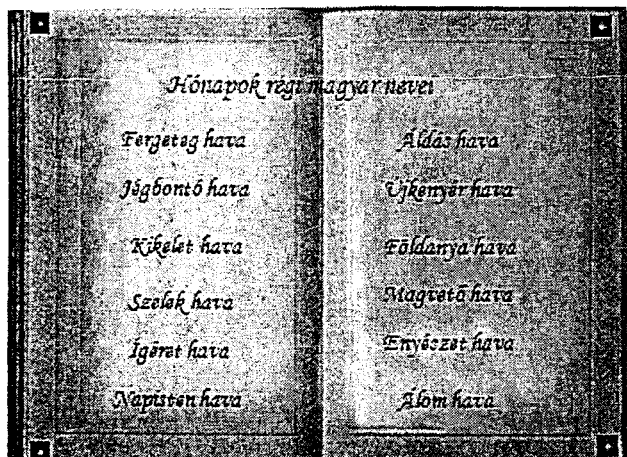 Hónapok régi magyar nevei
Fergeteg hava
Jégbontó hava
Kikelet hava
Szelek hava
Ígéret hava
Napisten hava
Áldás hava
Újkenyér hava
Földanya hava
Magvető hava
Enyészet hava
Álom hava